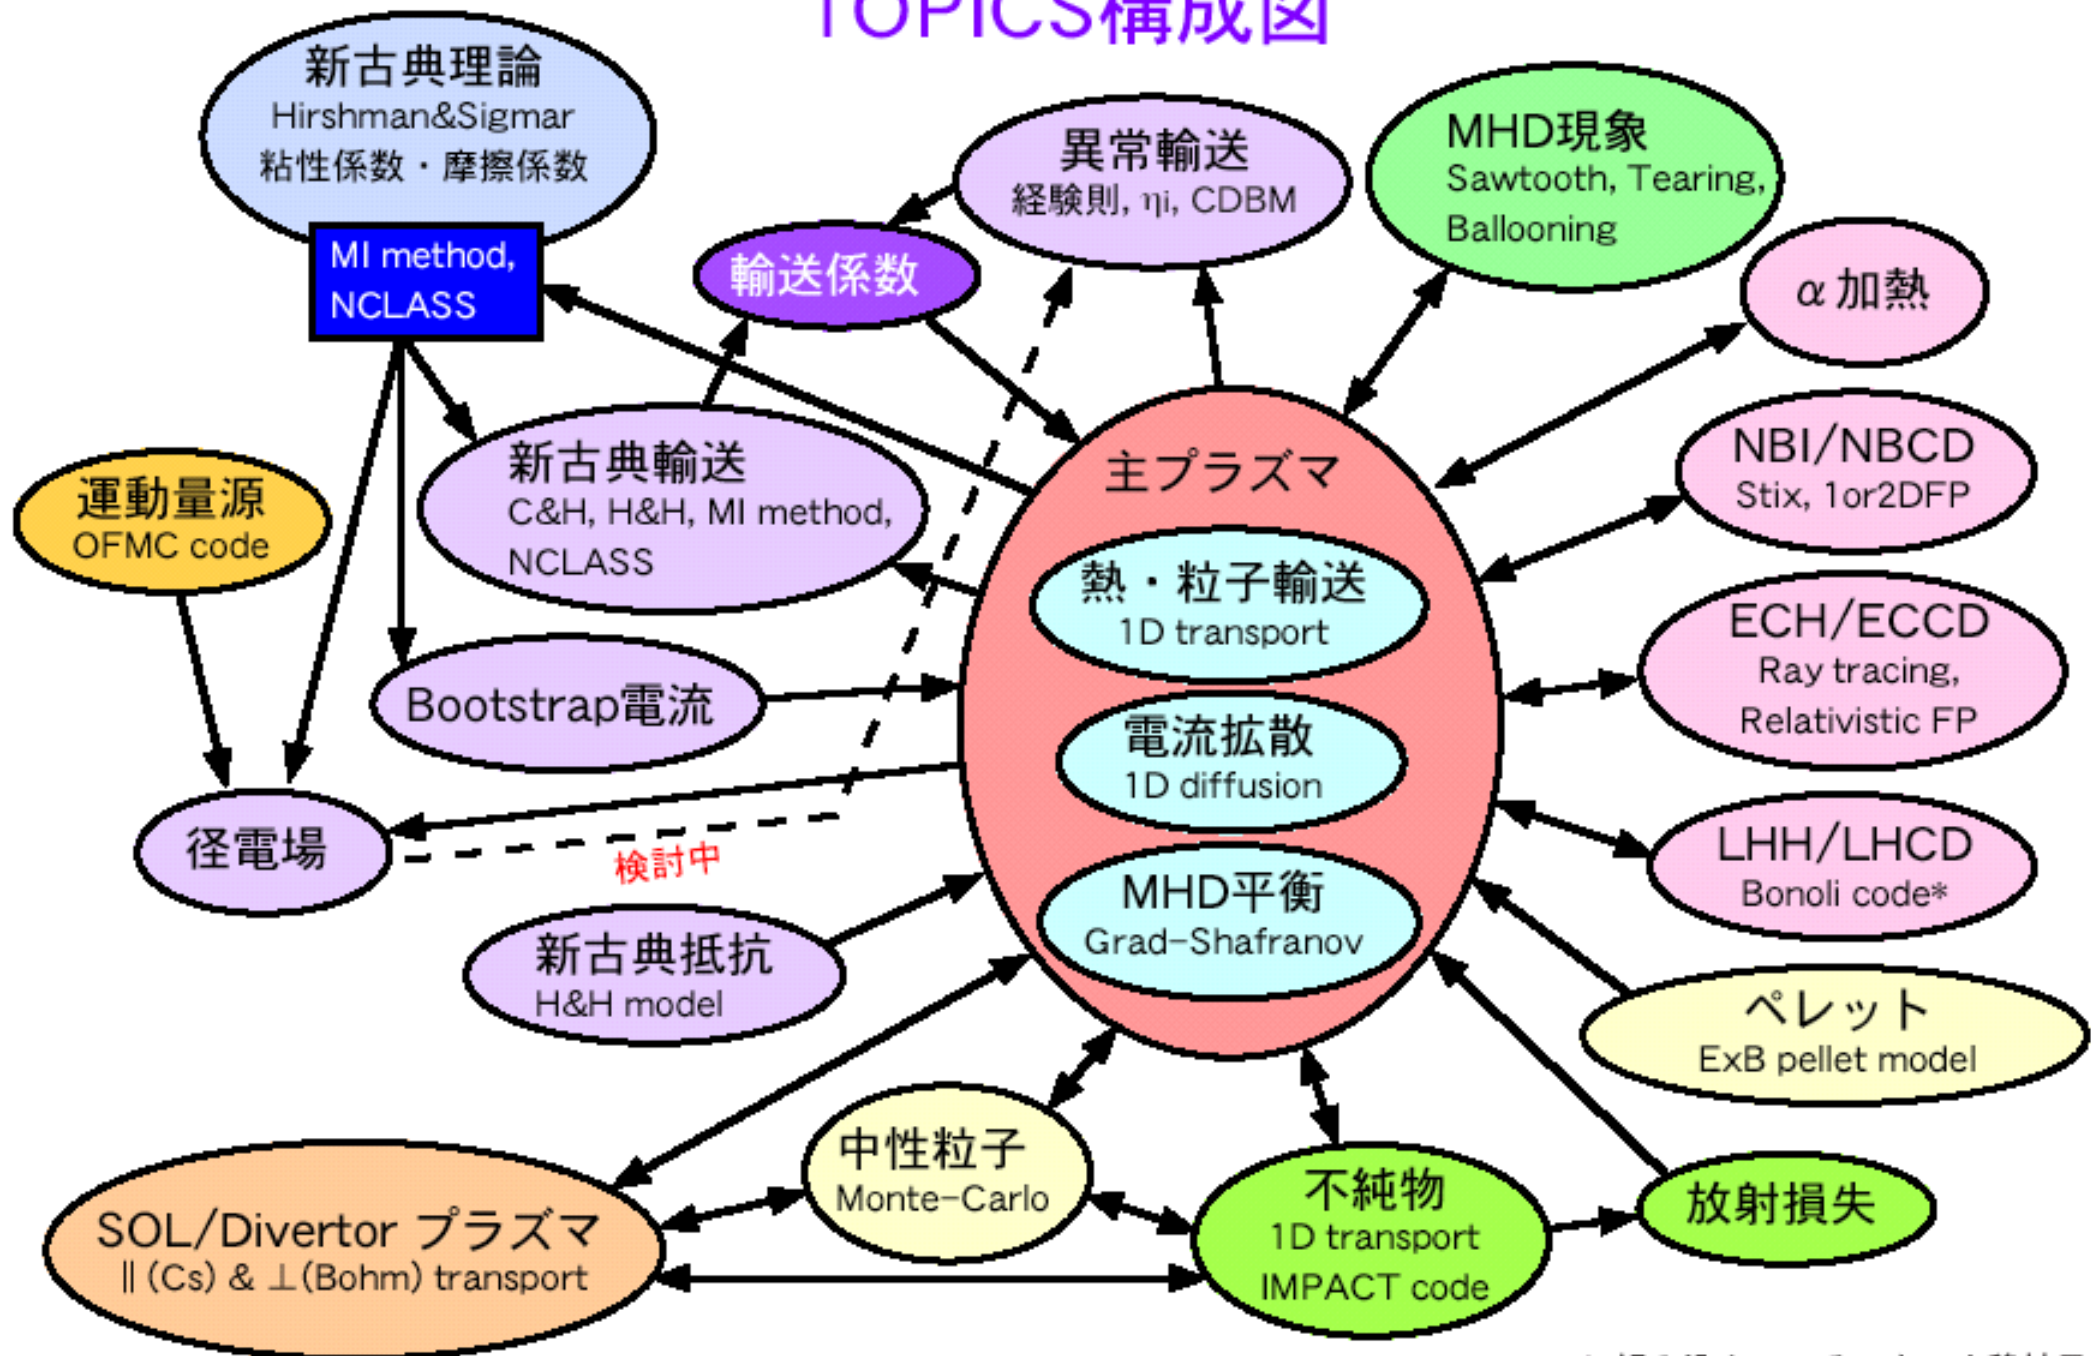 TOPICS構成図
新古典理論
Hirshman&Sigmar
粘性係数・摩擦係数
MI method,
NCLASS
異常輸送
経験則, ηi, CDBM
MHD現象
Sawtooth, Tearing,
Ballooning
輸送係数
α加熱
新古典輸送
C&H, H&H, MI method,
NCLASS
運動量源
OFMC code
主プラズマ
熱・粒子輸送
1D transport
電流拡散
1D diffusion
MHD平衡
Grad-Shafranov
NBI/NBCD
Stix, 1or2DFP
ECH/ECCD
Ray tracing,
Relativistic FP
Bootstrap電流
径電場
検討中
LHH/LHCD
Bonoli code*
新古典抵抗
H&H model
ペレット
ExB pellet model
中性粒子
Monte-Carlo
不純物
1D transport
IMPACT code
放射損失
SOL/Divertor プラズマ
∥(Cs) & ⊥(Bohm) transport